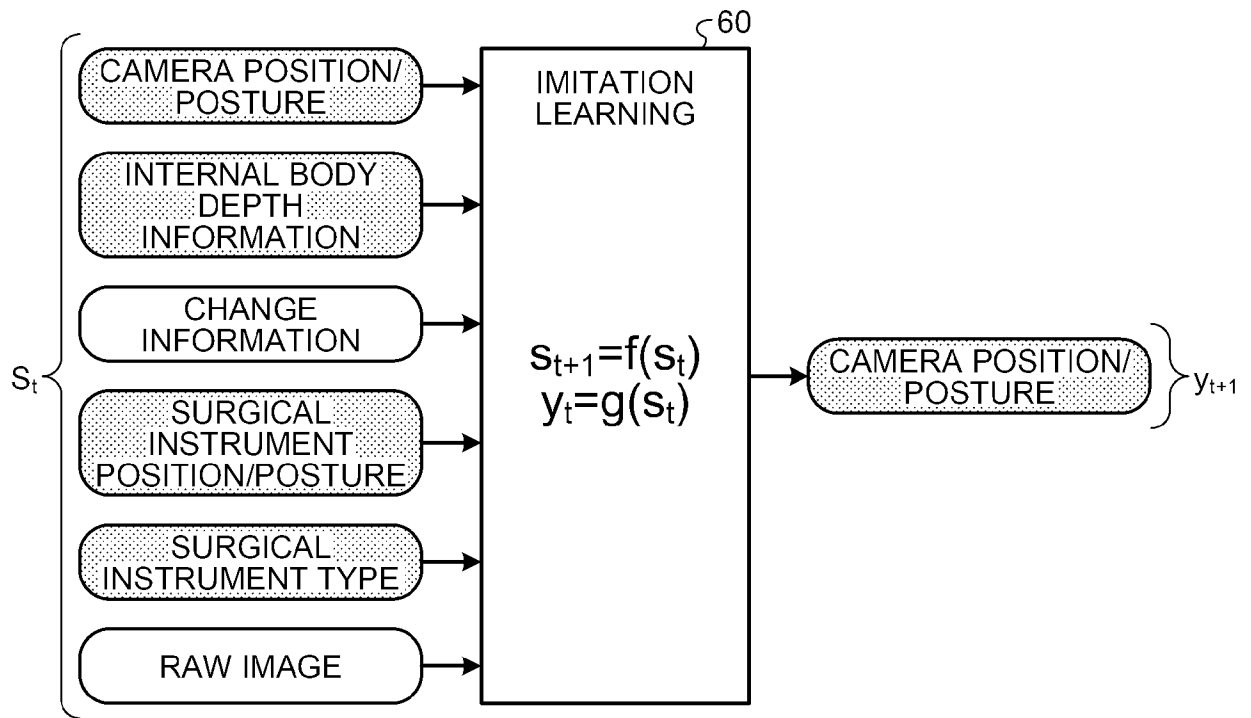 60
CAMERA POSITION/
POSTURE
INTERNAL BODY
DEPTH
INFORMATION
CHANGE
INFORMATION
SURGICAL
INSTRUMENT
POSITION/POSTURE
SURGICAL
INSTRUMENT TYPE
RAW IMAGE
St
IMITATION
LEARNING
st+1=f(st)
yt=g(st)
CAMERA POSITION/
POSTURE
yt+1